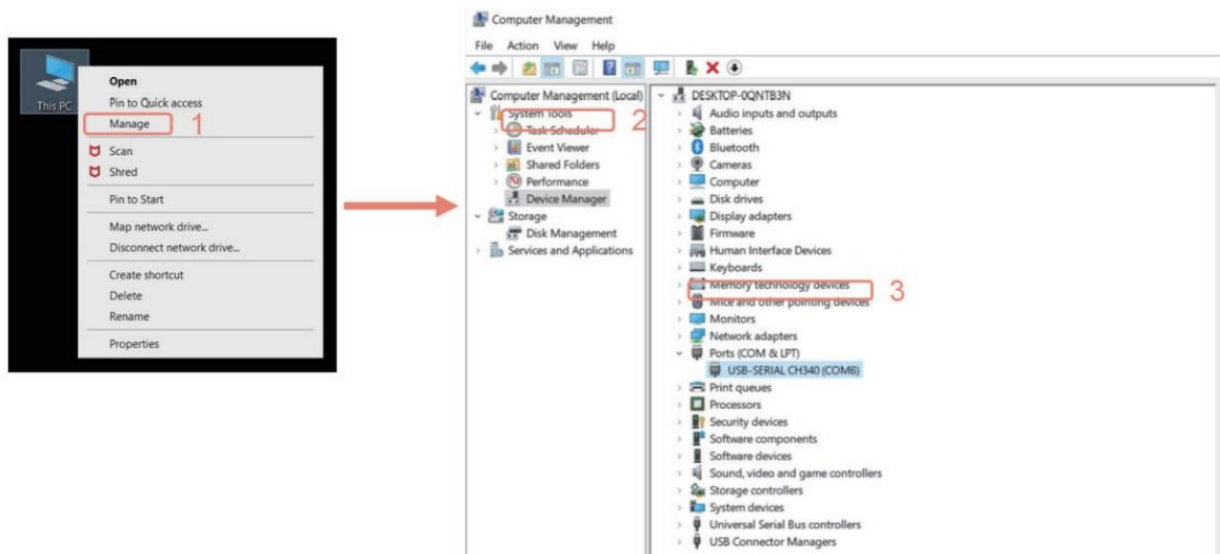 This PC
Open
Pin to Quick access
Manage
1
Scan
Shred
Pin to Start
Map network drive...
Disconnect network drive...
Create shortcut
Delete
Rename
Properties
Computer Management
File Action View Help
Computer Management (Local)
System Tools
2
Task Scheduler
Event Viewer
Shared Folders
Performance
Device Manager
Storage
Disk Management
Services and Applications
DESKTOP-0QNTB3N
Audio inputs and outputs
Batteries
Bluetooth
Cameras
Computer
Disk drives
Display adapters
Firmware
Human Interface Devices
Keyboards
Memory technology devices
3
Mice and other pointing devices
Monitors
Network adapters
Ports (COM & LPT)
USB-SERIAL CH340 (COM6)
Print queues
Processors
Security devices
Software components
Software devices
Sound, video and game controllers
Storage controllers
System devices
Universal Serial Bus controllers
USB Connector Managers